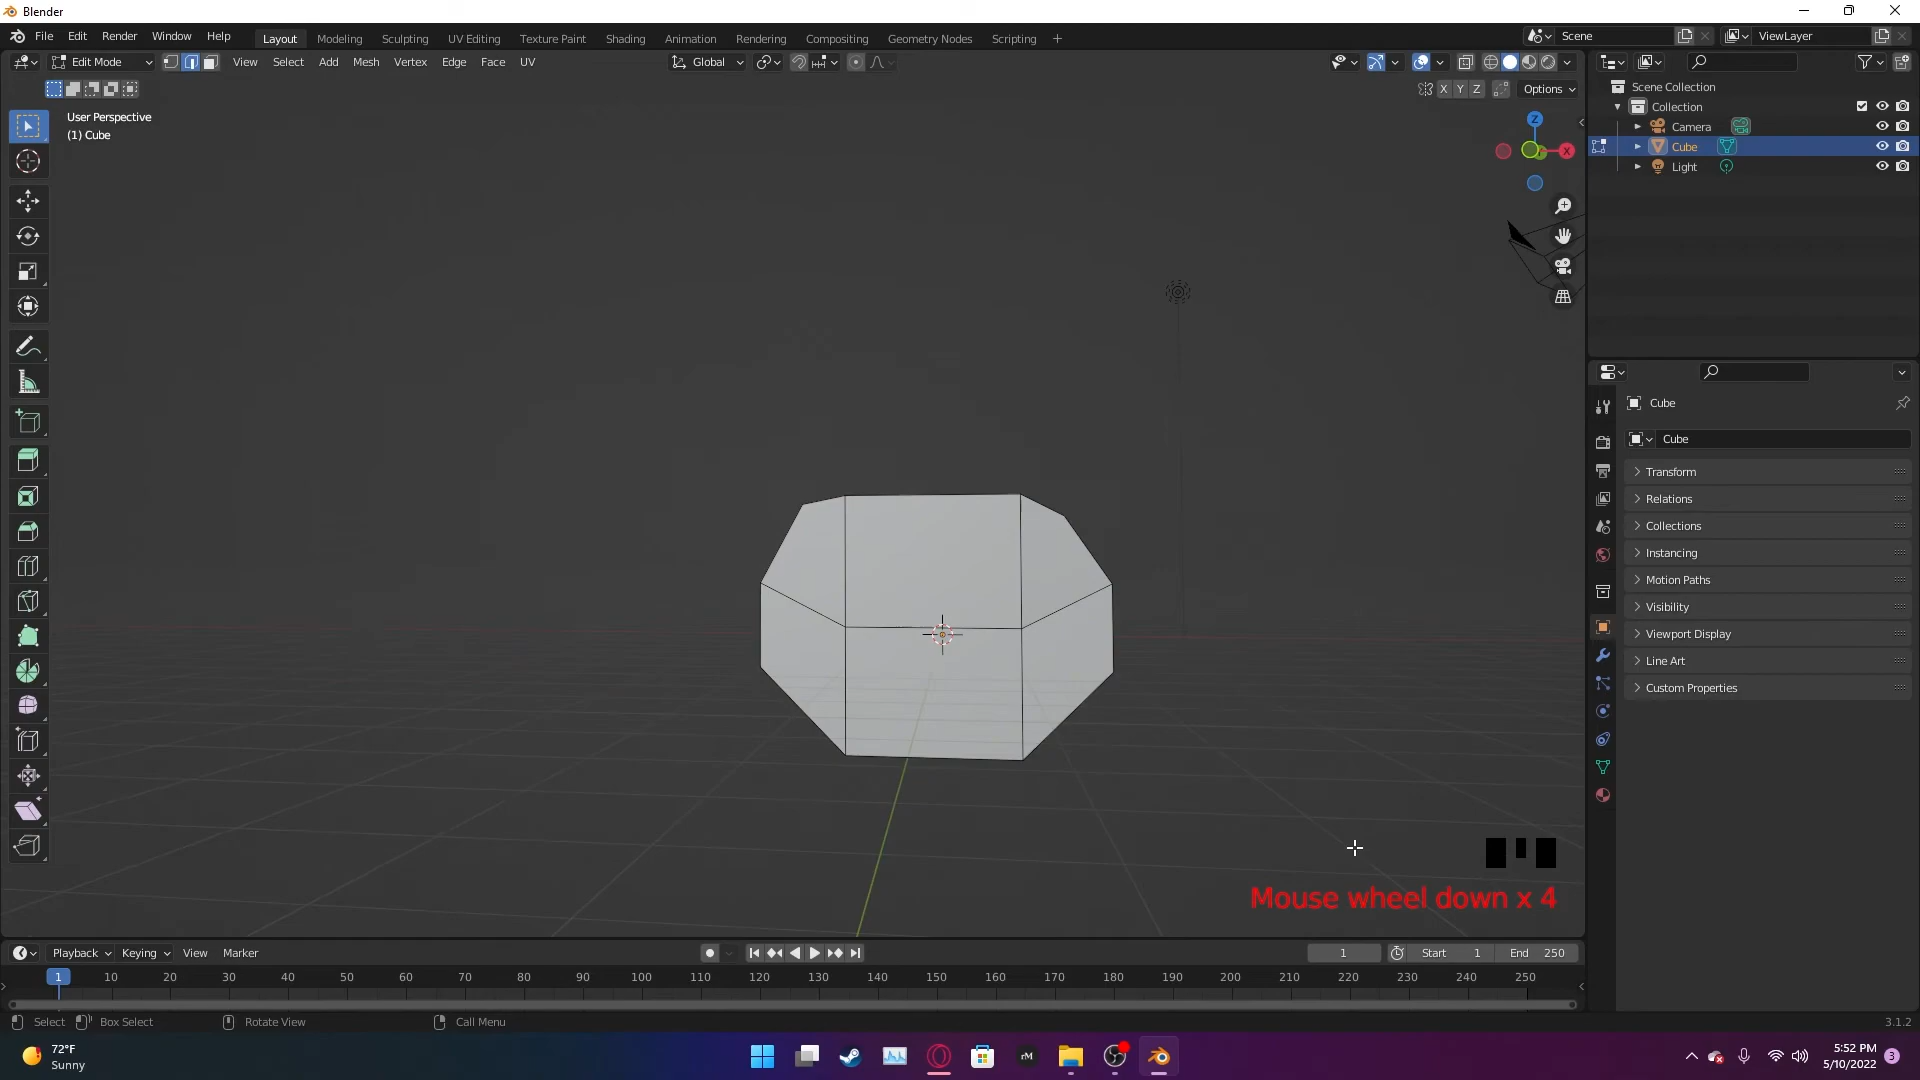 Blender
File Edit Render Window Help
Layout Modeling Sculpting UV Editing Texture Paint Shading Animation Rendering Compositing Geometry Nodes Scripting +
Scene
ViewLayer
Edit Mode View Select Add Mesh Vertex Edge Face UV
Global
X Y Z Options
User Perspective
(1) Cube
Z
X
Scene Collection
Collection
Camera
Cube
Light
Cube
Cube
Transform
Relations
Collections
Instancing
Motion Paths
Visibility
Viewport Display
Line Art
Custom Properties
Mouse wheel down x 4
Playback Keying View Marker
1 Start 1 End 250
1 10 20 30 40 50 60 70 80 90 100 110 120 130 140 150 160 170 180 190 200 210 220 230 240 250
Select Box Select Rotate View Call Menu
3.1.2
72°F
Sunny
rM
5:52 PM
5/10/2022
3